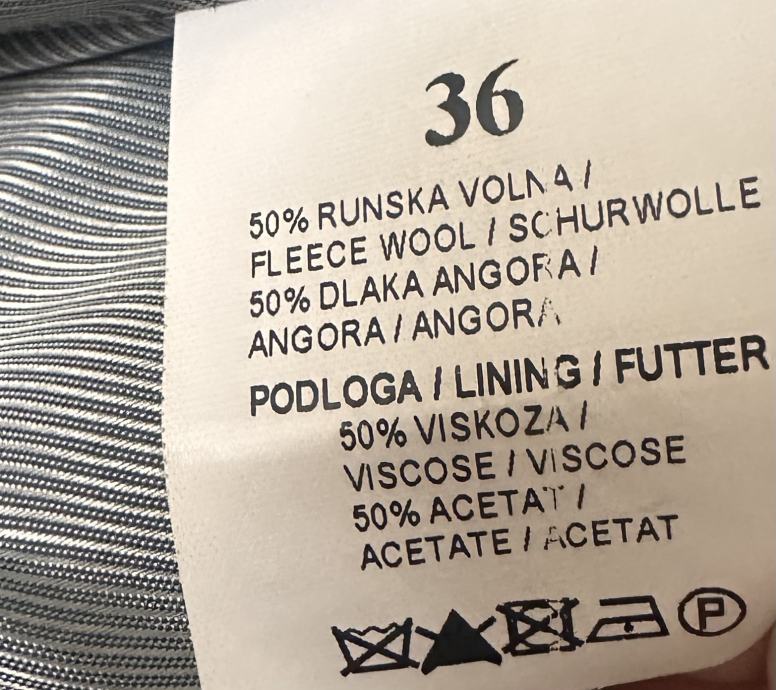 36
50% RUNSKA VOLNA /
FLEECE WOOL / SCHURWOLLE
50% DLAKA ANGORA /
ANGORA / ANGORA
PODLOGA / LINING / FUTTER
50% VISKOZA /
VISCOSE / VISCOSE
50% ACETAT /
ACETATE / ACETAT
P